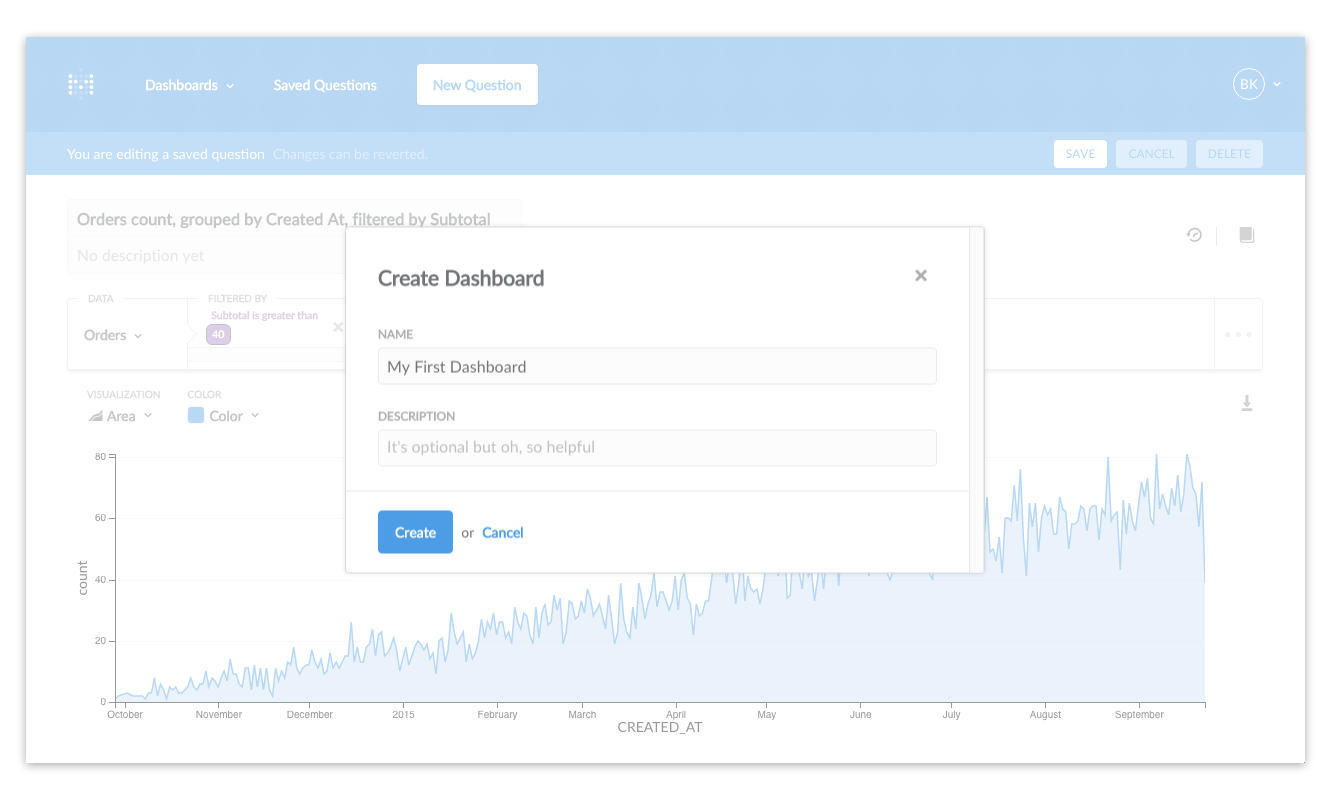 Dashboards
Saved Questions
New Question
BK
You are editing a saved question Changes can be reverted.
SAVE
CANCEL
DELETE
Orders count, grouped by Created At, filtered by Subtotal
No description yet
DATA
Orders
FILTERED BY
Subtotal is greater than
40
VISUALIZATION
Area
COLOR
Color
Create Dashboard
NAME
My First Dashboard
DESCRIPTION
It's optional but oh, so helpful
Create or Cancel
count
80
60
40
20
0
October November December 2015 February March April May June July August September
CREATED_AT